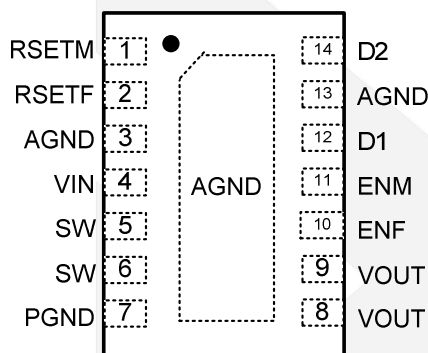 RSETM 1 14 D2
RSETF 2 13 AGND
AGND 3 12 D1
VIN 4 AGND 11 ENM
SW 5 10 ENF
SW 6 9 VOUT
PGND 7 8 VOUT